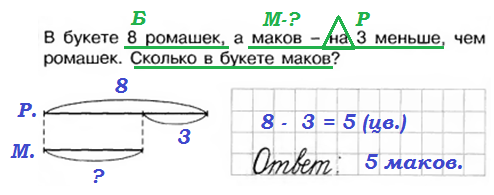 Б М-? Р
В букете 8 ромашек, а маков – на 3 меньше, чем
ромашек. Сколько в букете маков?
8
Р.
3
М.
?
8 - 3 = 5 (цв.)
Ответ: 5 маков.